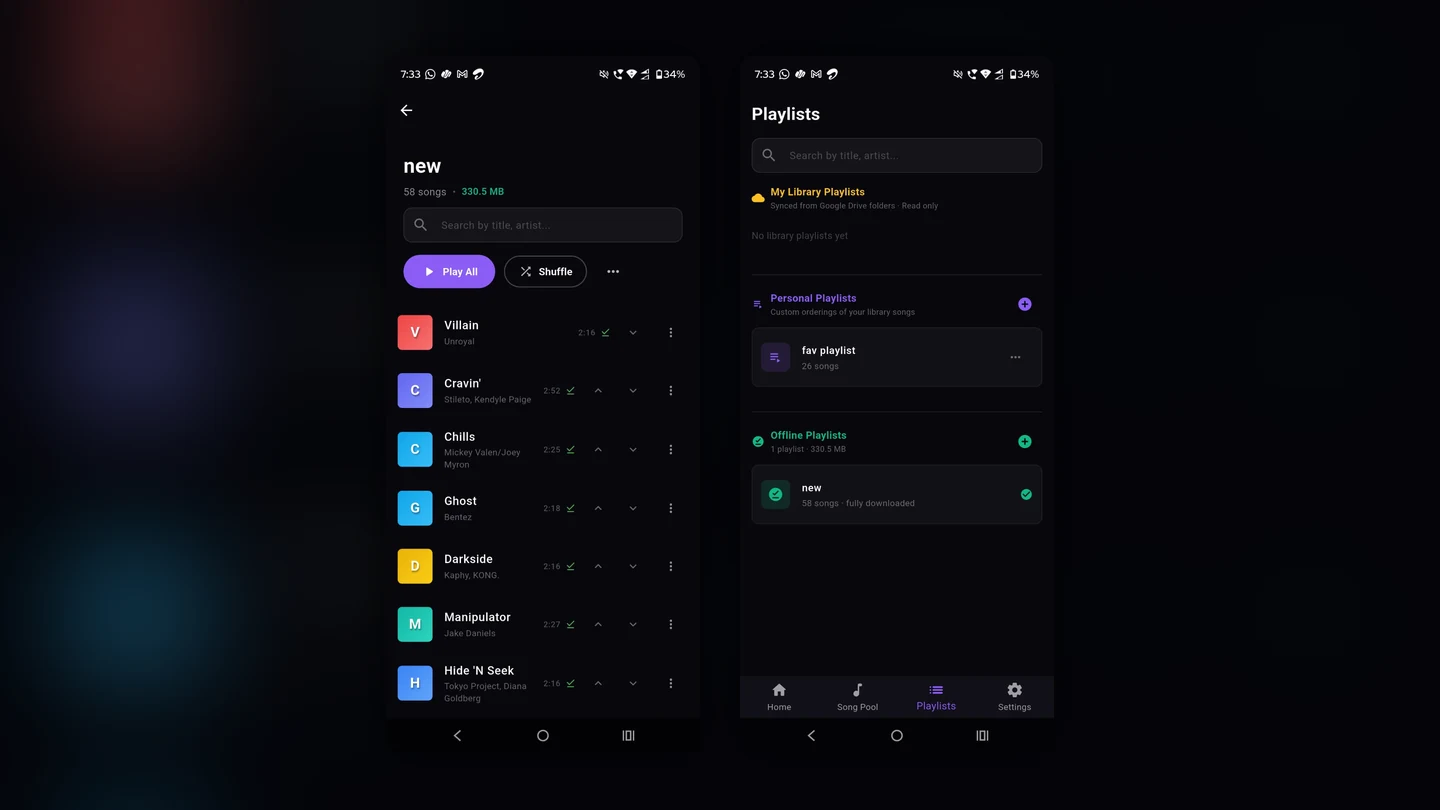 7:33
34%
new
58 songs · 330.5 MB
Search by title, artist...
Play All
Shuffle
V
Villain
Unroyal
2:16
C
Cravin'
Stileto, Kendyle Paige
2:52
C
Chills
Mickey Valen/Joey
Myron
2:25
G
Ghost
Bentez
2:18
D
Darkside
Kaphy, KONG.
2:16
M
Manipulator
Jake Daniels
2:27
H
Hide 'N Seek
Tokyo Project, Diana
Goldberg
2:16
7:33
34%
Playlists
Search by title, artist...
My Library Playlists
Synced from Google Drive folders · Read only
No library playlists yet
Personal Playlists
Custom orderings of your library songs
fav playlist
26 songs
Offline Playlists
1 playlist · 330.5 MB
new
58 songs · fully downloaded
Home
Song Pool
Playlists
Settings